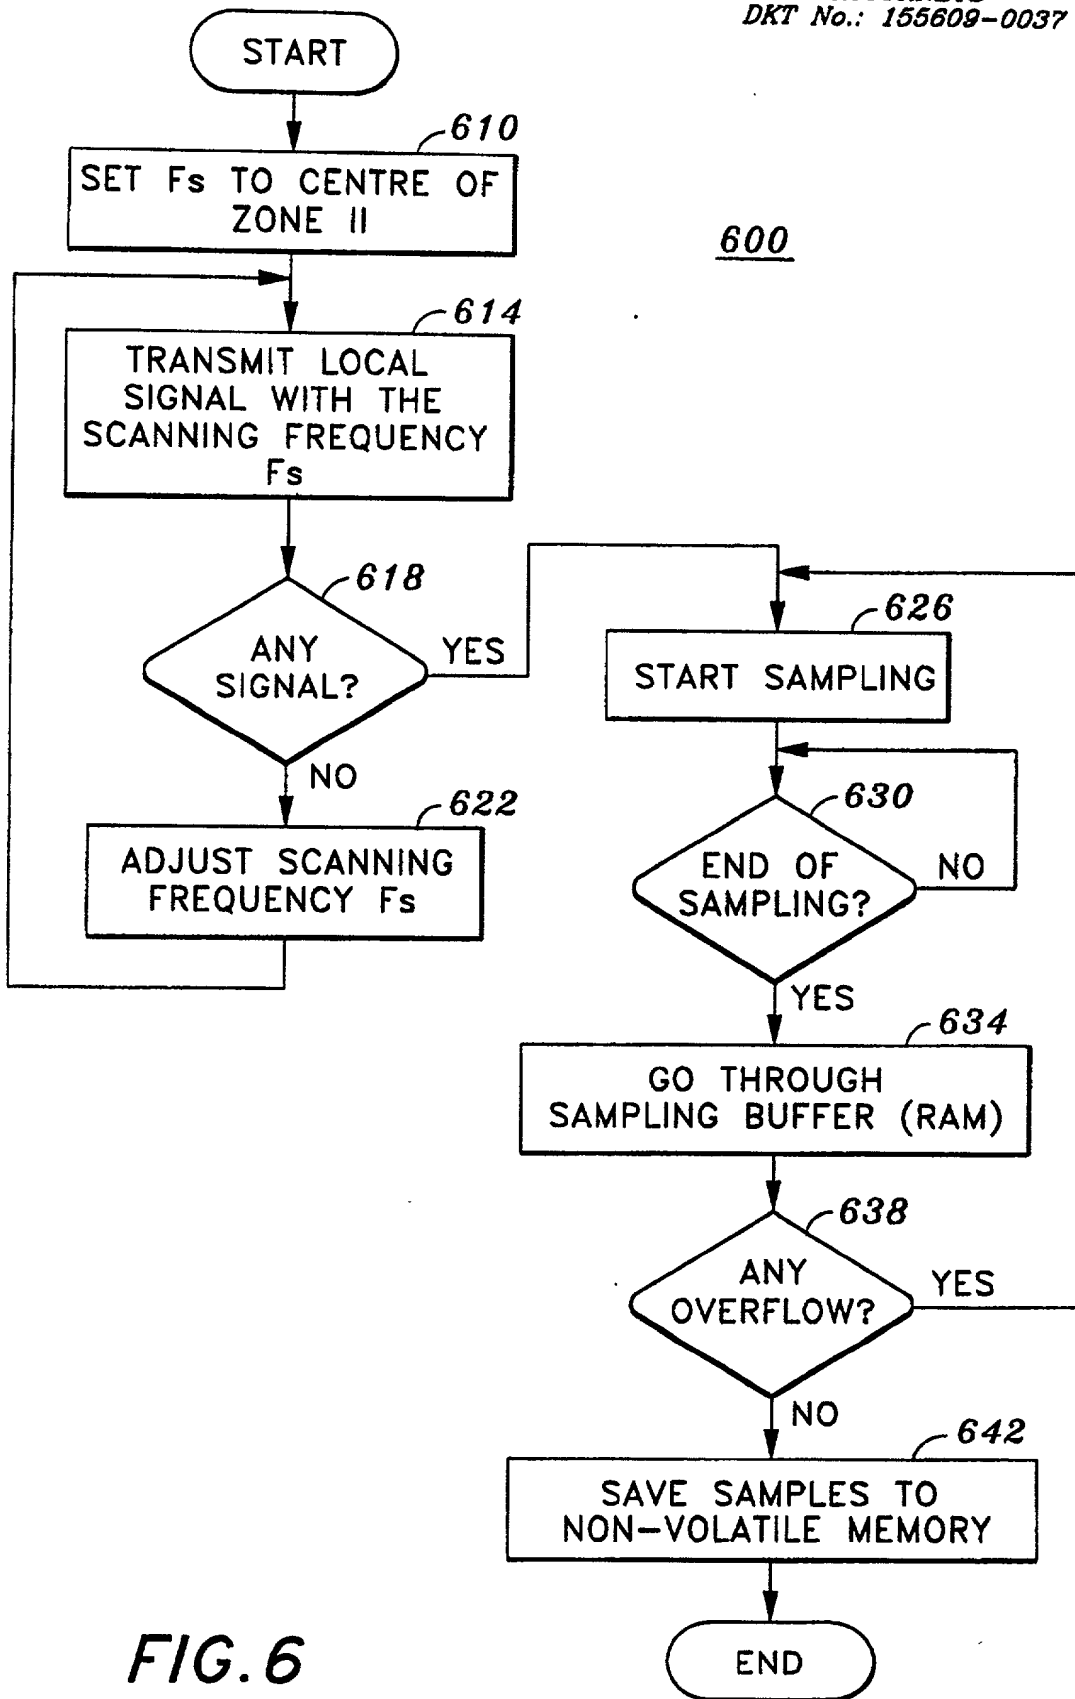 DKT No.: 155609-0037
START
610
SET Fs TO CENTRE OF
ZONE II
600
614
TRANSMIT LOCAL
SIGNAL WITH THE
SCANNING FREQUENCY
Fs
618
ANY
SIGNAL?
YES
NO
622
ADJUST SCANNING
FREQUENCY Fs
626
START SAMPLING
630
END OF
SAMPLING?
NO
YES
634
GO THROUGH
SAMPLING BUFFER (RAM)
638
ANY
OVERFLOW?
YES
NO
642
SAVE SAMPLES TO
NON-VOLATILE MEMORY
END
FIG. 6